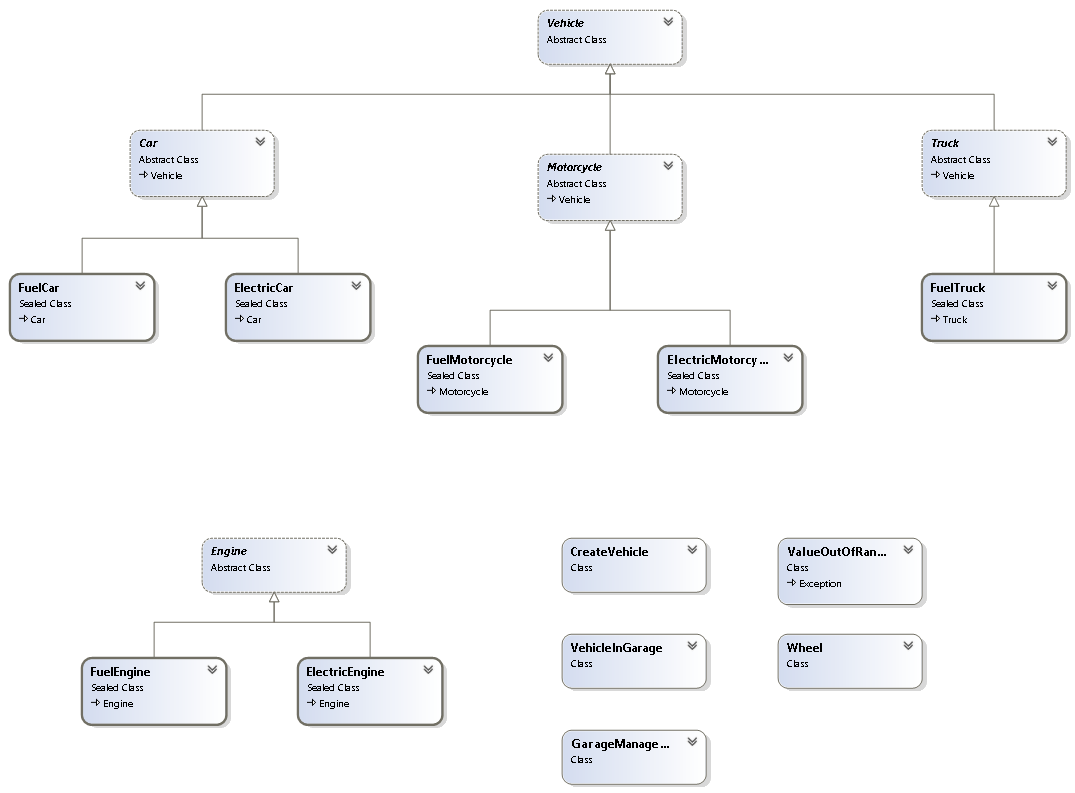 Vehicle
Abstract Class
Car
Abstract Class
Vehicle
Motorcycle
Abstract Class
Vehicle
Truck
Abstract Class
Vehicle
FuelCar
Sealed Class
Car
ElectricCar
Sealed Class
Car
FuelTruck
Sealed Class
Truck
FuelMotorcycle
Sealed Class
Motorcycle
ElectricMotorcy...
Sealed Class
Motorcycle
Engine
Abstract Class
CreateVehicle
Class
ValueOutOfRan...
Class
Exception
FuelEngine
Sealed Class
Engine
ElectricEngine
Sealed Class
Engine
VehicleInGarage
Class
Wheel
Class
GarageManage...
Class